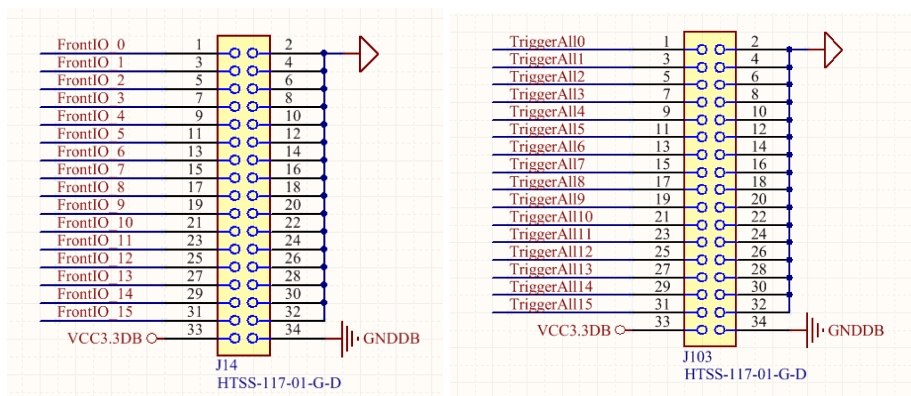 FrontIO_0 1 2
FrontIO_1 3 4
FrontIO_2 5 6
FrontIO_3 7 8
FrontIO_4 9 10
FrontIO_5 11 12
FrontIO_6 13 14
FrontIO_7 15 16
FrontIO_8 17 18
FrontIO_9 19 20
FrontIO_10 21 22
FrontIO_11 23 24
FrontIO_12 25 26
FrontIO_13 27 28
FrontIO_14 29 30
FrontIO_15 31 32
VCC3.3DB 33 34 GNDDB
J14
HTSS-117-01-G-D
TriggerAll0 1 2
TriggerAll1 3 4
TriggerAll2 5 6
TriggerAll3 7 8
TriggerAll4 9 10
TriggerAll5 11 12
TriggerAll6 13 14
TriggerAll7 15 16
TriggerAll8 17 18
TriggerAll9 19 20
TriggerAll10 21 22
TriggerAll11 23 24
TriggerAll12 25 26
TriggerAll13 27 28
TriggerAll14 29 30
TriggerAll15 31 32
VCC3.3DB 33 34 GNDDB
J103
HTSS-117-01-G-D